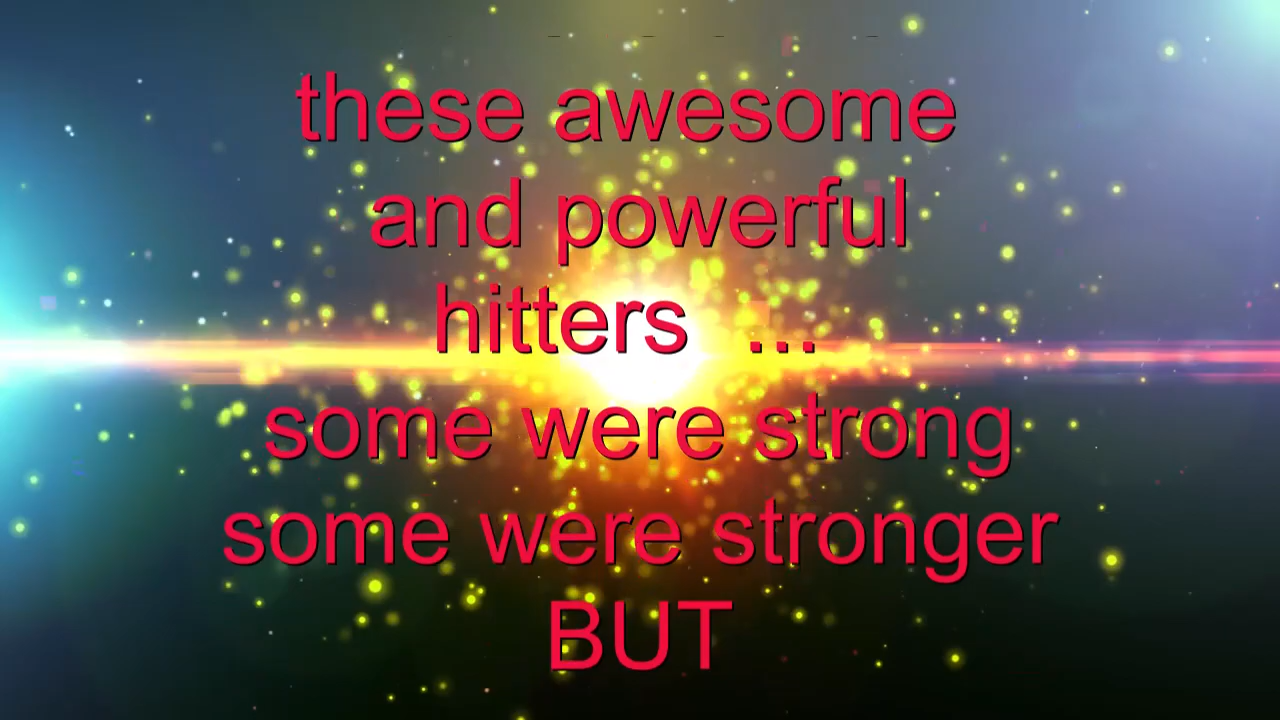 these awesome
and powerful
hitters ...
some were strong
some were stronger
BUT